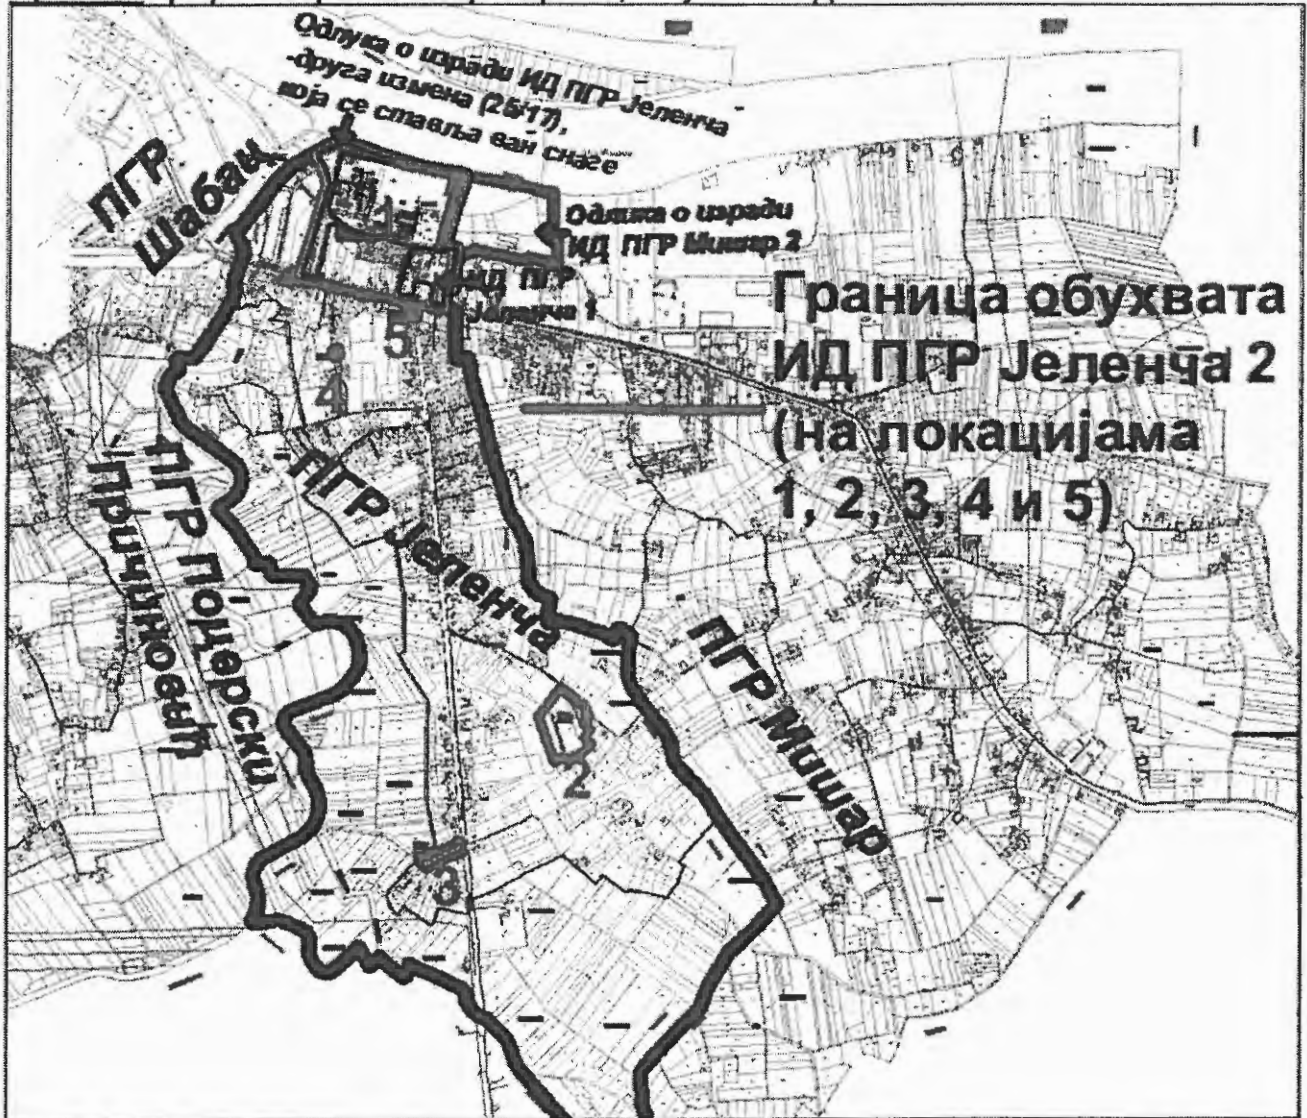 Одлука о изради ИД ПГР Јеленча
-друга измена (25/17),
која се ставља ван снаге
ПГР
Шабац
1
Одлука о изради
ИД ПГР Мишар 2
ИД ПГР
Јеленча 1
Граница обухвата
ИД ПГР Јеленча 2
(на локацијама
1, 2, 3, 4 и 5)
5
4
ПГР Јеленча
ПГР Поцерски
Причиновић
ПГР Мишар
2
3